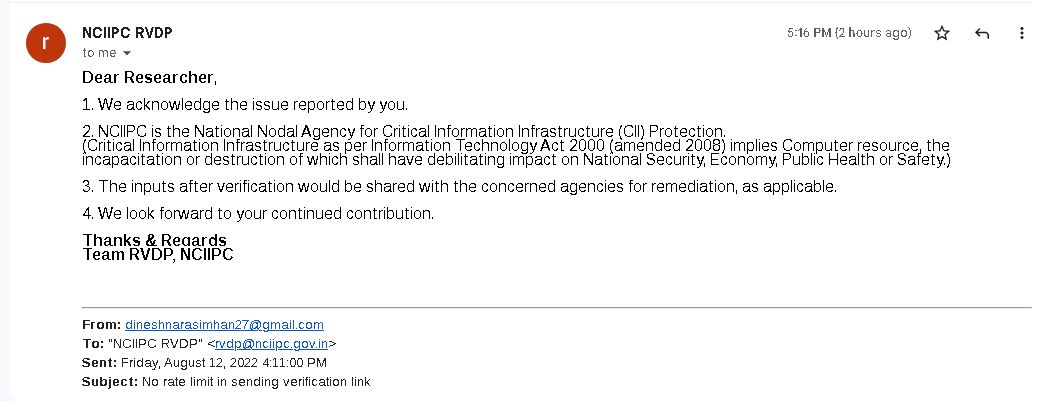 r
NCIIPC RVDP
5:16 PM (2 hours ago)
to me
Dear Researcher,
1. We acknowledge the issue reported by you.
2. NCIIPC is the National Nodal Agency for Critical Information Infrastructure (CII) Protection.
(Critical Information Infrastructure as per Information Technology Act 2000 (amended 2008) implies Computer resource, the
incapacitation or destruction of which shall have debilitating impact on National Security, Economy, Public Health or Safety.)
3. The inputs after verification would be shared with the concerned agencies for remediation, as applicable.
4. We look forward to your continued contribution.
Thanks & Regards
Team RVDP, NCIIPC
From: dineshnarasimhan27@gmail.com
To: "NCIIPC RVDP" <rvdp@nciipc.gov.in>
Sent: Friday, August 12, 2022 4:11:00 PM
Subject: No rate limit in sending verification link